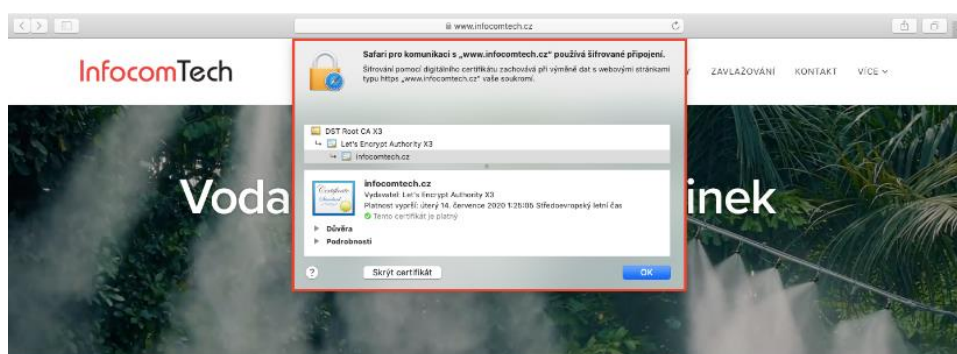 www.infocomtech.cz
InfocomTech
ZAVLAŽOVÁNÍ KONTAKT VÍCE
Voda
inek
Safari pro komunikaci s „www.infocomtech.cz“ používá šifrované připojení.
Šifrování pomocí digitálního certifikátu zachovává při výměně dat s webovými stránkami
typu https „www.infocomtech.cz“ vaše soukromí.
DST Root CA X3
Let's Encrypt Authority X3
infocomtech.cz
infocomtech.cz
Vydavatel: Let's Encrypt Authority X3
Platnost vyprší: úterý 14. července 2020 1:25:05 Středoevropský letní čas
Tento certifikát je platný
Důvěra
Podrobnosti
? Skrýt certifikát OK